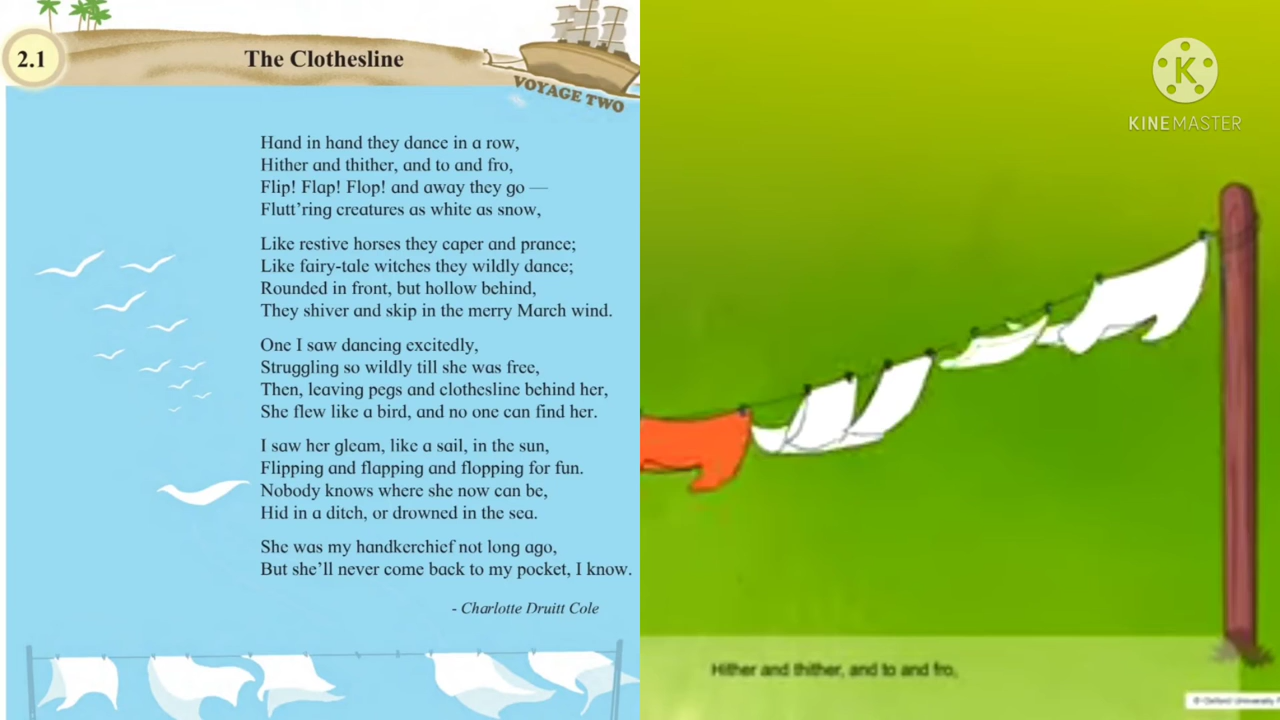 2.1
The Clothesline
VOYAGE TWO
Hand in hand they dance in a row,
Hither and thither, and to and fro,
Flip! Flap! Flop! and away they go —
Flutt'ring creatures as white as snow,
Like restive horses they caper and prance;
Like fairy-tale witches they wildly dance;
Rounded in front, but hollow behind,
They shiver and skip in the merry March wind.
One I saw dancing excitedly,
Struggling so wildly till she was free,
Then, leaving pegs and clothesline behind her,
She flew like a bird, and no one can find her.
I saw her gleam, like a sail, in the sun,
Flipping and flapping and flopping for fun.
Nobody knows where she now can be,
Hid in a ditch, or drowned in the sea.
She was my handkerchief not long ago,
But she'll never come back to my pocket, I know.
- Charlotte Druitt Cole
K
KINEMASTER
Hither and thither, and to and fro,
© Oxford University